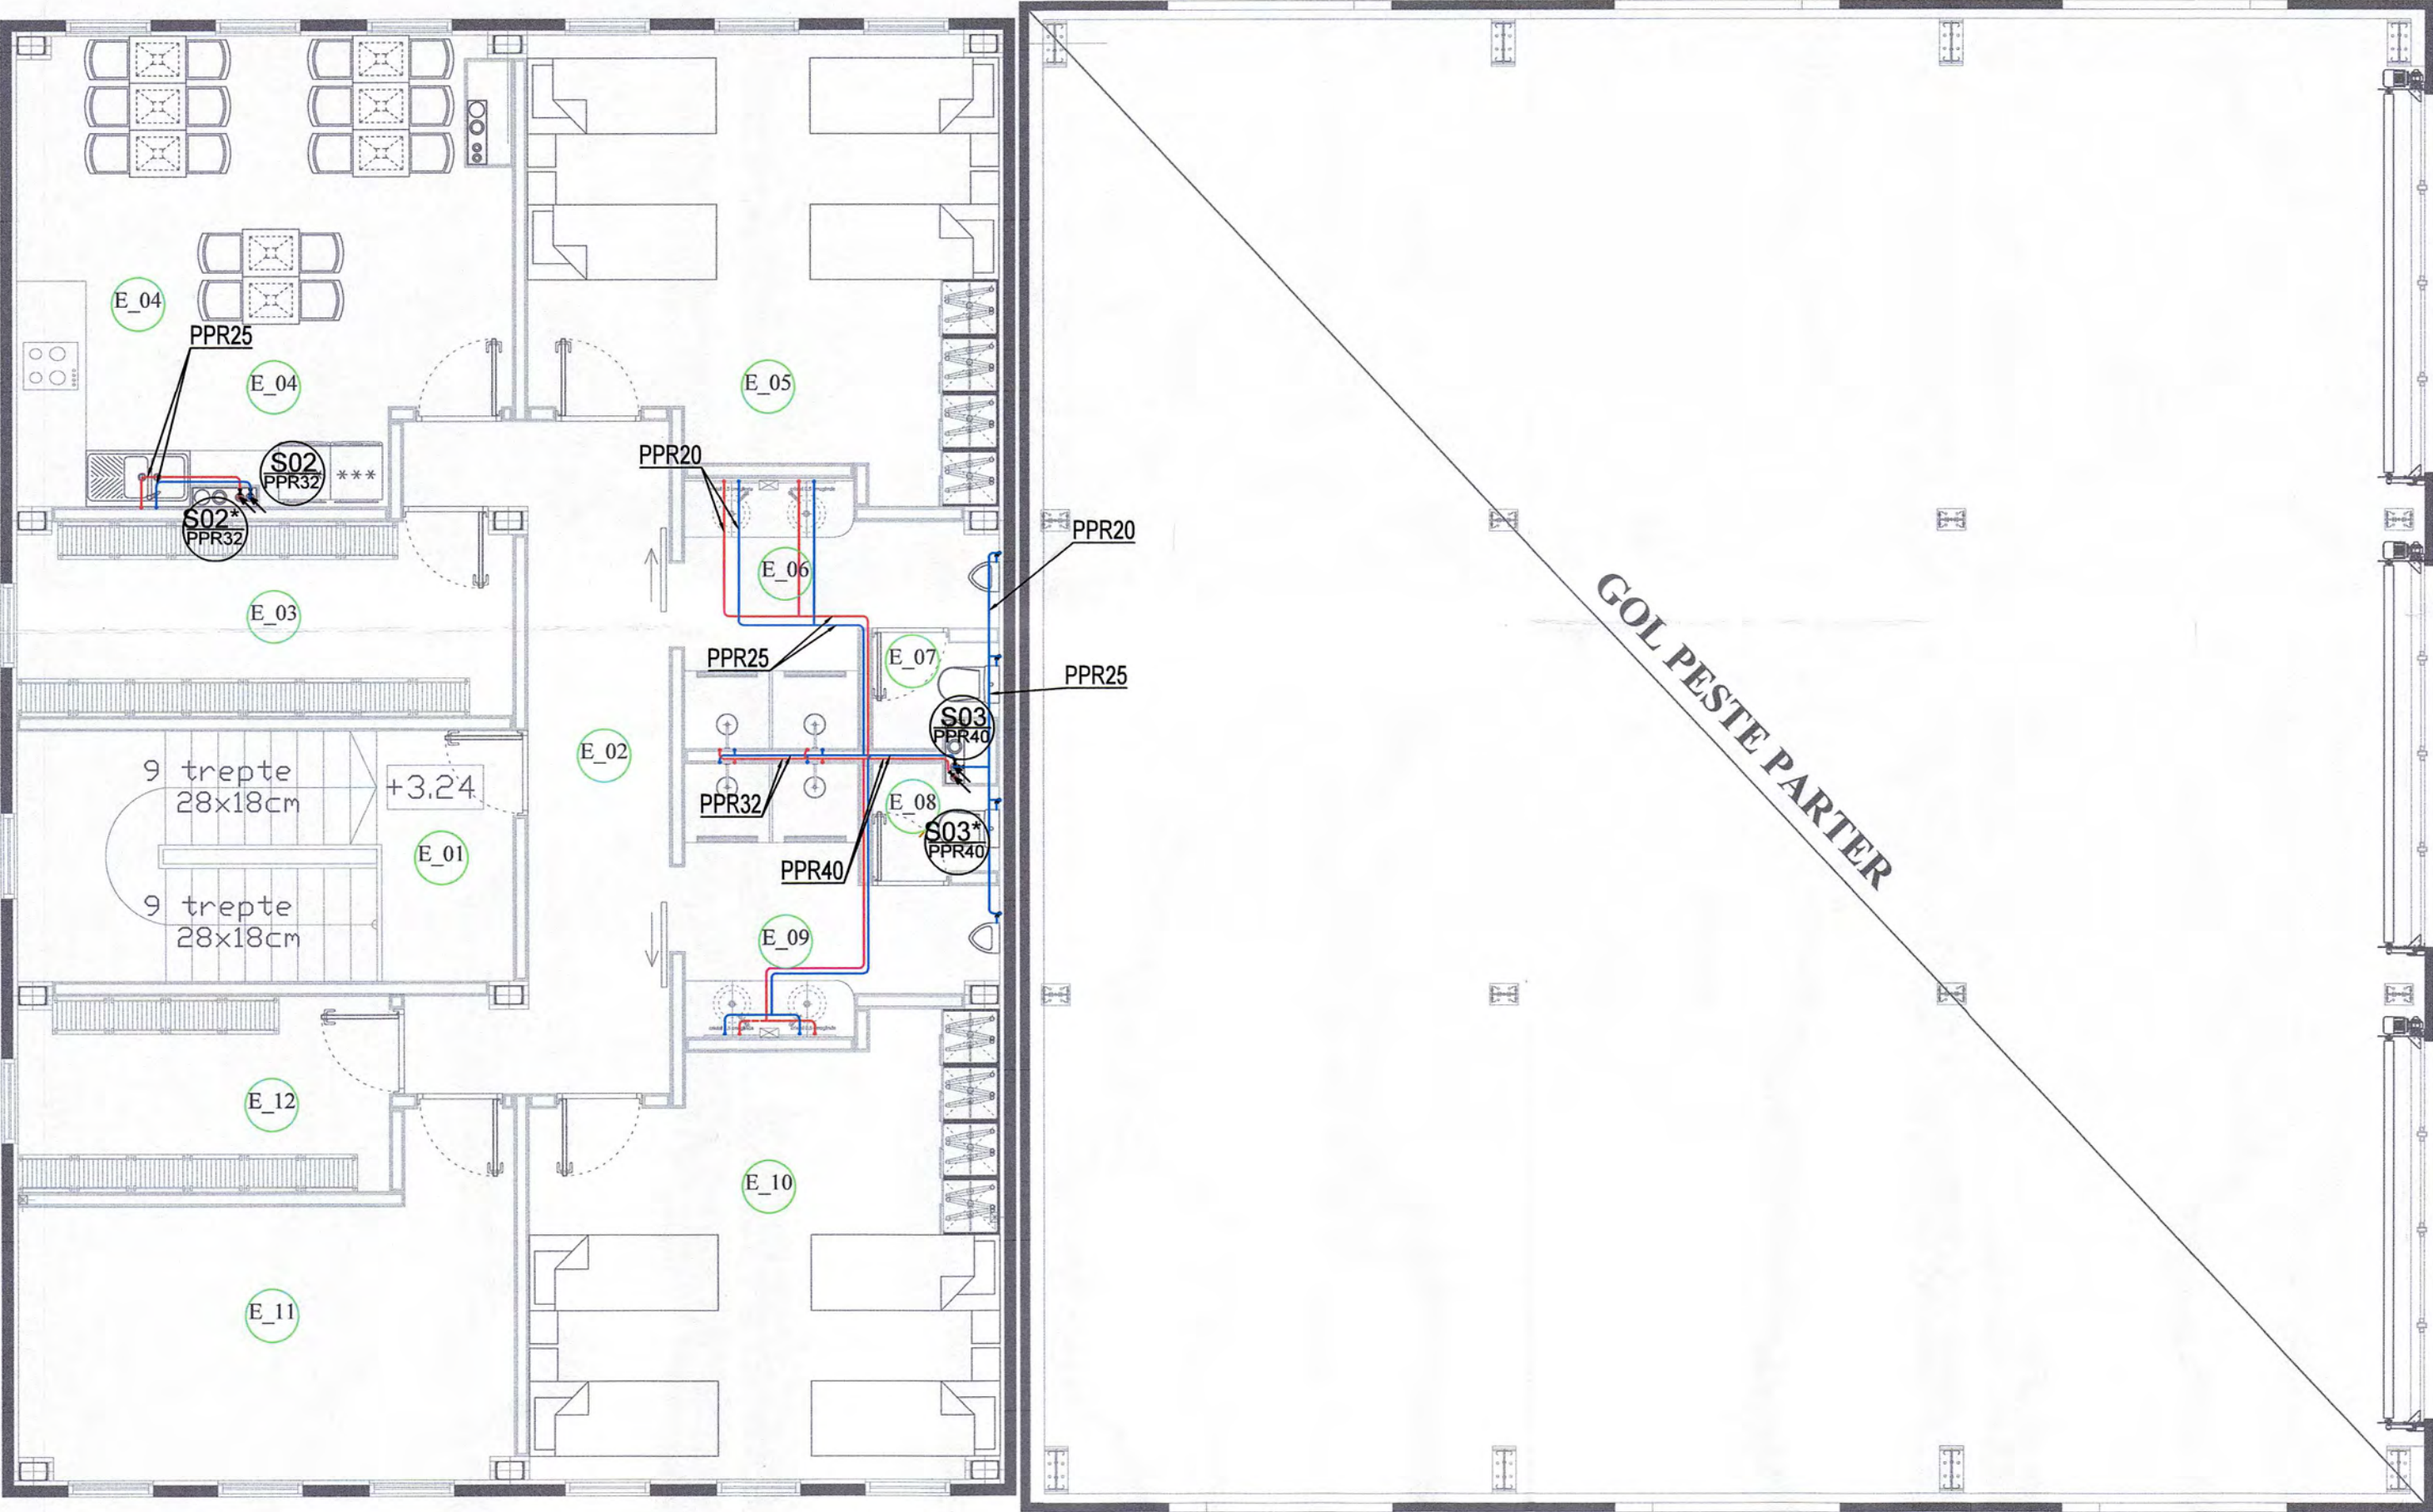 E_04
PPR25
E_04
S02
PPR32
***
S02*
PPR32
E_05
PPR20
E_06
PPR20
E_03
PPR25
E_07
PPR25
S03
PPR40
E_02
9 trepte
28x18cm
+3.24
PPR32
E_08
S03*
PPR40
E_01
PPR40
9 trepte
28x18cm
E_09
GOL PESTE PARTER
E_12
E_10
E_11